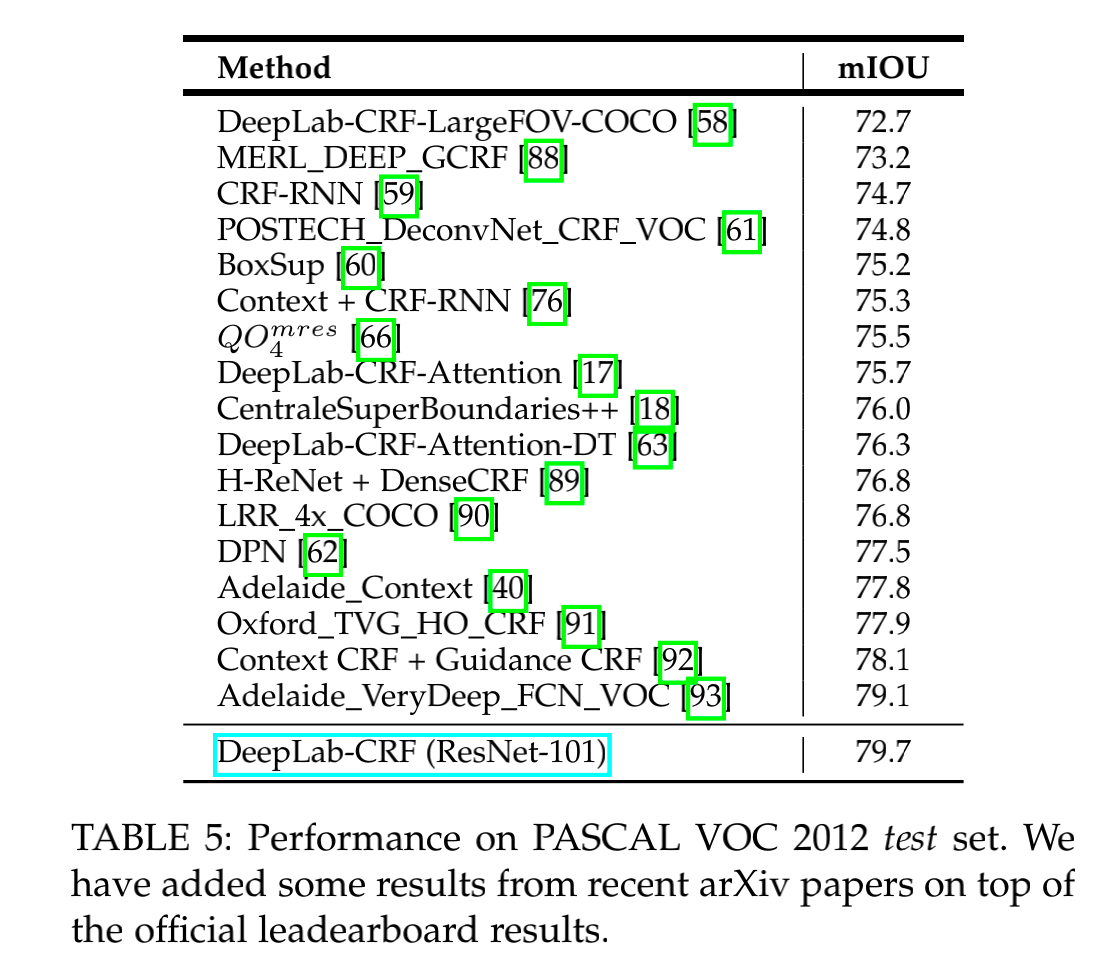 Method mIOU
DeepLab-CRF-LargeFOV-COCO [58] 72.7
MERL_DEEP_GCRF [88] 73.2
CRF-RNN [59] 74.7
POSTECH_DeconvNet_CRF_VOC [61] 74.8
BoxSup [60] 75.2
Context + CRF-RNN [76] 75.3
QO_4^{mres} [66] 75.5
DeepLab-CRF-Attention [17] 75.7
CentraleSuperBoundaries++ [18] 76.0
DeepLab-CRF-Attention-DT [63] 76.3
H-ReNet + DenseCRF [89] 76.8
LRR_4x_COCO [90] 76.8
DPN [62] 77.5
Adelaide_Context [40] 77.8
Oxford_TVG_HO_CRF [91] 77.9
Context CRF + Guidance CRF [92] 78.1
Adelaide_VeryDeep_FCN_VOC [93] 79.1
DeepLab-CRF (ResNet-101) 79.7
TABLE 5: Performance on PASCAL VOC 2012 test set. We
have added some results from recent arXiv papers on top of
the official leadearboard results.